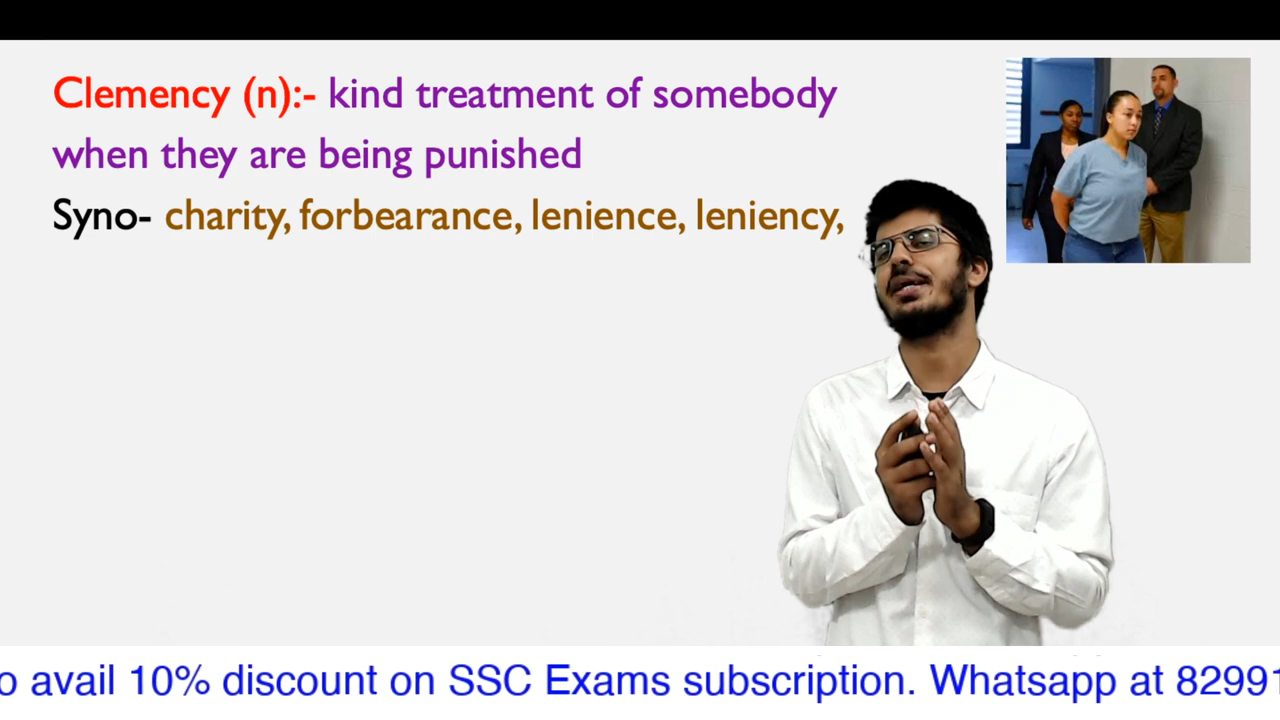 Clemency (n):- kind treatment of somebody
when they are being punished
Syno- charity, forbearance, lenience, leniency,
o avail 10% discount on SSC Exams subscription. Whatsapp at 82991